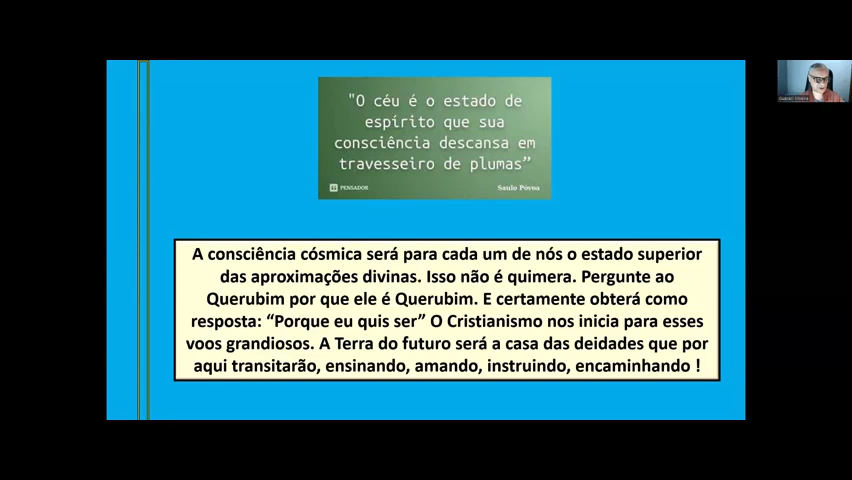 "O céu é o estado de
espírito que sua
consciência descansa em
travesseiro de plumas”
PENSADOR
Saulo Póvoa
A consciência cósmica será para cada um de nós o estado superior
das aproximações divinas. Isso não é quimera. Pergunte ao
Querubim por que ele é Querubim. E certamente obterá como
resposta: “Porque eu quis ser” O Cristianismo nos inicia para esses
voos grandiosos. A Terra do futuro será a casa das deidades que por
aqui transitarão, ensinando, amando, instruindo, encaminhando !